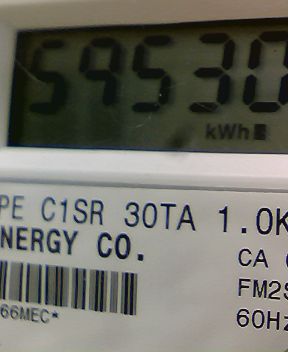 59530
kWh
PE C1SR 30TA 1.0K
NERGY CO.
CA
FM2S
66MEC*
60Hz